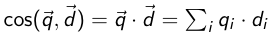 cos(q⃗, d⃗) = q⃗ · d⃗ = ∑ᵢ qᵢ · dᵢ